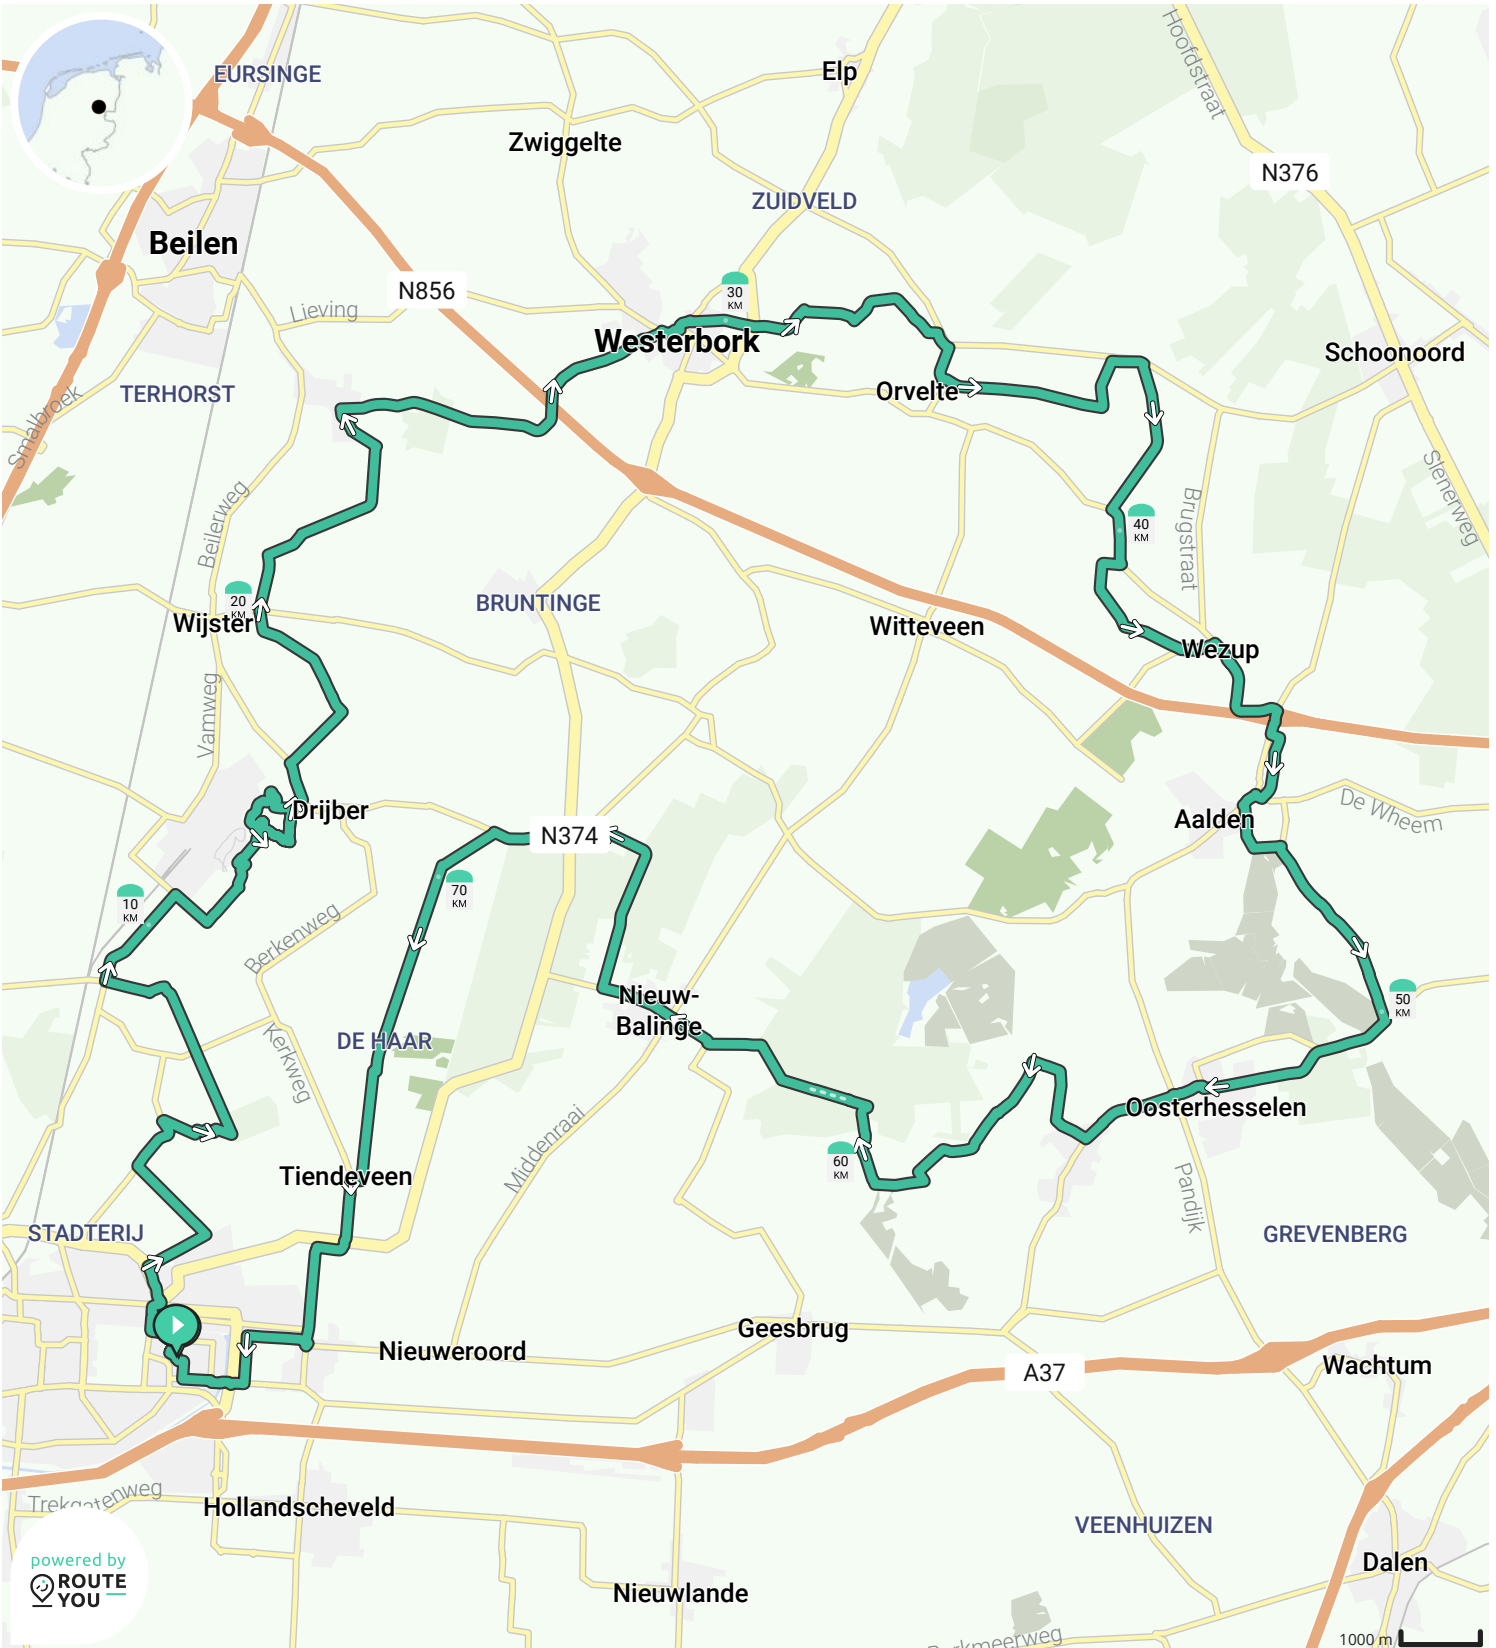 EURSINGE
Elp
Hoofdstraat
Zwiggelte
N376
ZUIDVELD
Beilen
N856
30
KM
Lieving
Westerbork
Schoonoord
TERHORST
Orvelte
Smalbroek
Slenerweg
Beilerweg
Brugstraat
40
KM
20
KM
BRUNTINGE
Wijster
Witteveen
Wezup
Vamweg
Drijber
De Wheem
Aalden
N374
70
KM
10
KM
Berkenweg
Nieuw-
Balinge
50
KM
DE HAAR
Kerkweg
Oosterhesselen
Middenraai
60
KM
Tiendeveen
Pandijk
STADTERIJ
GREVENBERG
Geesbrug
Nieuweroord
A37
Wachtum
Trekgatenweg
Hollandscheveld
VEENHUIZEN
powered by
ROUTE
YOU
Dalen
Nieuwlande
1000 m